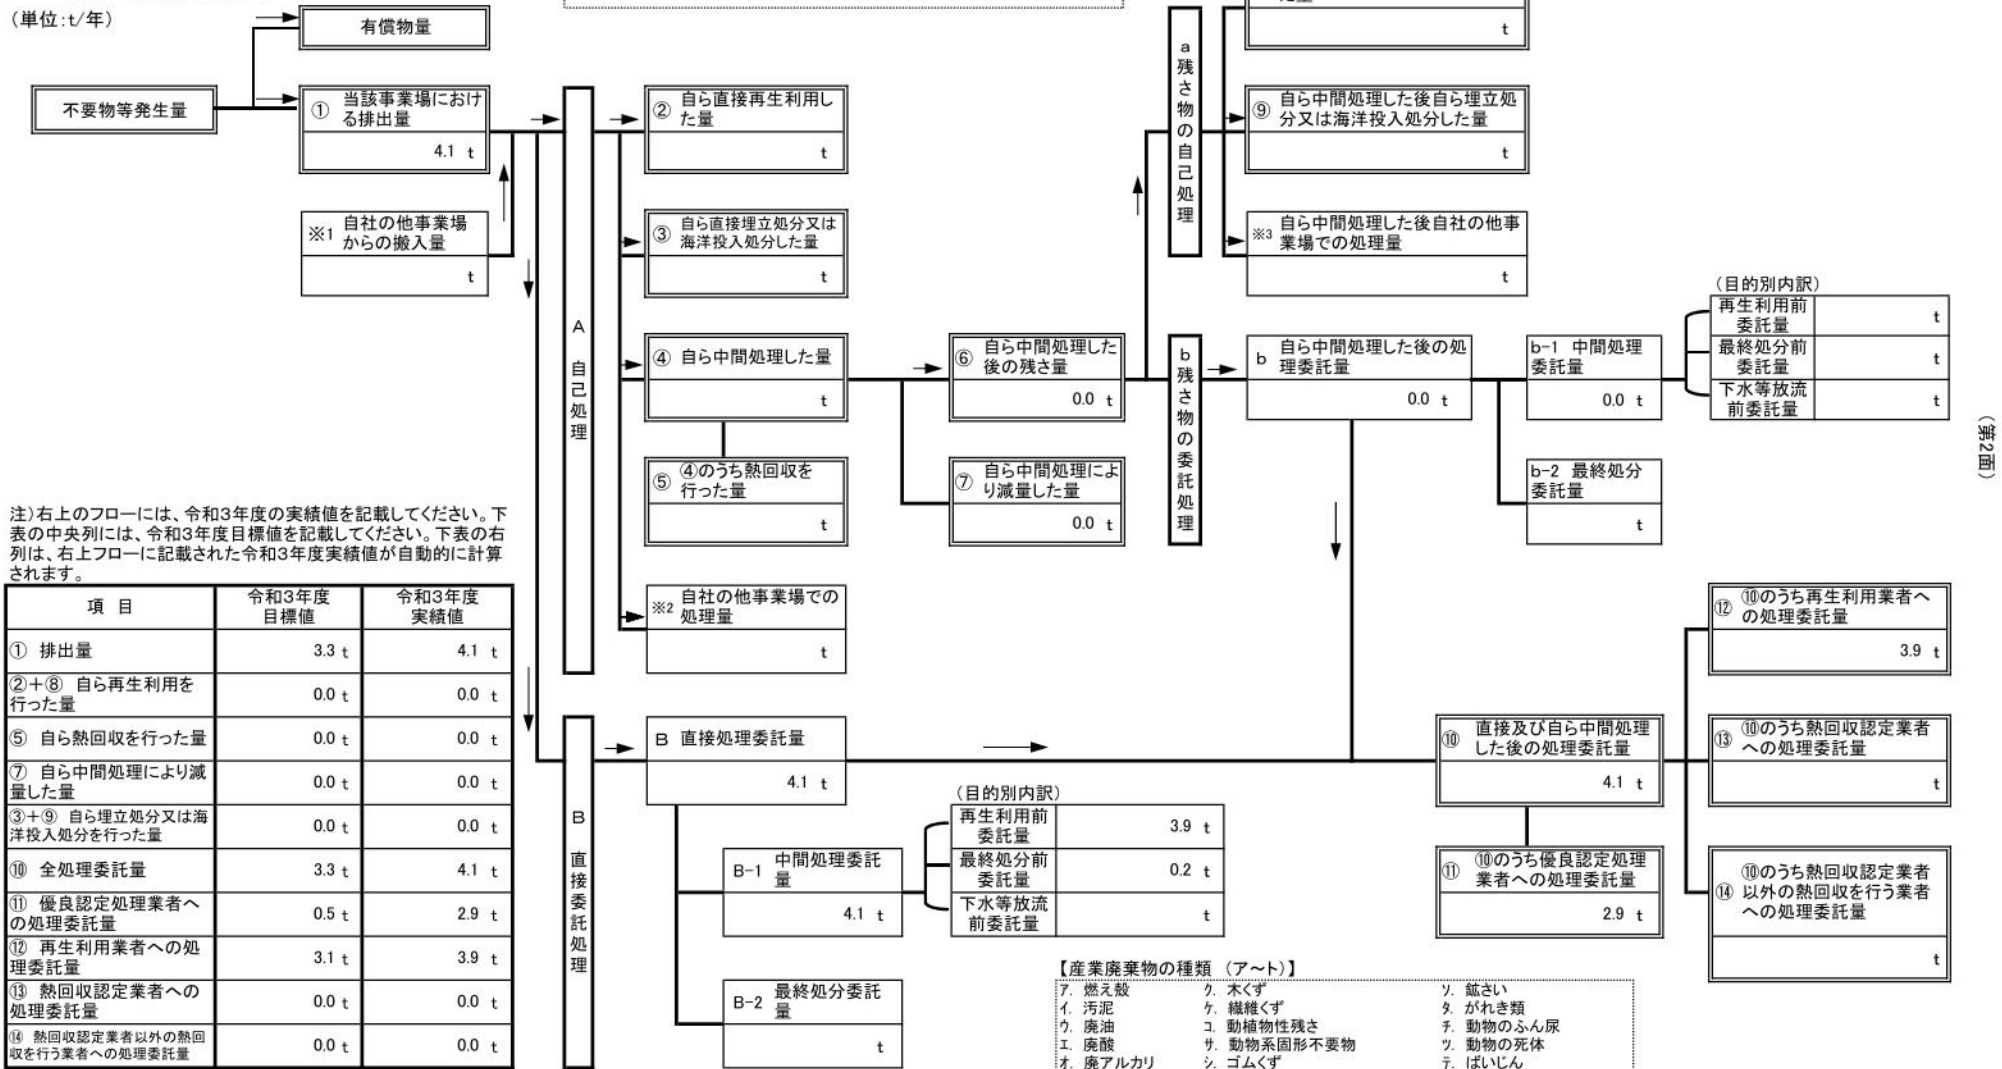 (単位:t/年)
有償物量
不要物等発生量
① 当該事業場におけ
る排出量
4.1 t
※1 自社の他事業場
からの搬入量
t
A 自己処理
② 自ら直接再生利用し
た量
t
③ 自ら直接埋立処分又は
海洋投入処分した量
t
④ 自ら中間処理した量
t
⑤ ④のうち熱回収を
行った量
t
※2 自社の他事業場での
処理量
t
⑥ 自ら中間処理した
後の残さ量
0.0 t
⑦ 自ら中間処理によ
り減量した量
0.0 t
a 残さ物の自己処理
t
⑨ 自ら中間処理した後自ら埋立処
分又は海洋投入処分した量
t
※3 自ら中間処理した後自社の他事
業場での処理量
t
b 残さ物の委託処理
b 自ら中間処理した後の処
理委託量
0.0 t
b-1 中間処理
委託量
0.0 t
b-2 最終処分
委託量
t
(目的別内訳)
再生利用前
委託量
t
最終処分前
委託量
t
下水等放流
前委託量
t
(第2面)
注)右上のフローには、令和3年度の実績値を記載してください。下
表の中央列には、令和3年度目標値を記載してください。下表の右
列は、右上フローに記載された令和3年度実績値が自動的に計算
されます。
項 目 令和3年度 令和3年度
目標値 実績値
① 排出量 3.3 t 4.1 t
②+⑧ 自ら再生利用を
行った量 0.0 t 0.0 t
⑤ 自ら熱回収を行った量 0.0 t 0.0 t
⑦ 自ら中間処理により減
量した量 0.0 t 0.0 t
③+⑨ 自ら埋立処分又は海
洋投入処分を行った量 0.0 t 0.0 t
⑩ 全処理委託量 3.3 t 4.1 t
⑪ 優良認定処理業者へ
の処理委託量 0.5 t 2.9 t
⑫ 再生利用業者への処
理委託量 3.1 t 3.9 t
⑬ 熱回収認定業者への
処理委託量 0.0 t 0.0 t
⑭ 熱回収認定業者以外の熱回
収を行う業者への処理委託量 0.0 t 0.0 t
B 直接委託処理
B 直接処理委託量
4.1 t
B-1 中間処理委託
量
4.1 t
B-2 最終処分委託
量
t
(目的別内訳)
再生利用前
委託量
3.9 t
最終処分前
委託量
0.2 t
下水等放流
前委託量
t
⑩ 直接及び自ら中間処理
した後の処理委託量
4.1 t
⑪ ⑩のうち優良認定処理
業者への処理委託量
2.9 t
⑫ ⑩のうち再生利用業者へ
の処理委託量
3.9 t
⑬ ⑩のうち熱回収認定業者
への処理委託量
t
⑭ ⑩のうち熱回収認定業者
以外の熱回収を行う業者
への処理委託量
t
【産業廃棄物の種類 (ア~ト)】
ア. 燃え殻 ク. 木くず ソ. 鉱さい
イ. 汚泥 ケ. 繊維くず タ. がれき類
ウ. 廃油 コ. 動植物性残さ チ. 動物のふん尿
エ. 廃酸 サ. 動物系固形不要物 ツ. 動物の死体
オ. 廃アルカリ シ. ゴムくず テ. ばいじん